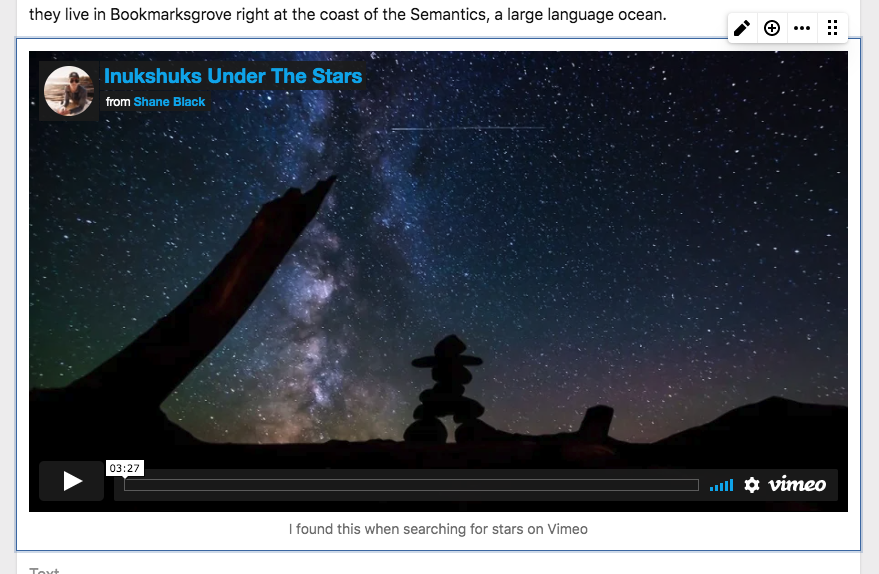 they live in Bookmarksgrove right at the coast of the Semantics, a large language ocean.
Inukshuks Under The Stars
from Shane Black
03:27
vimeo
I found this when searching for stars on Vimeo
Text